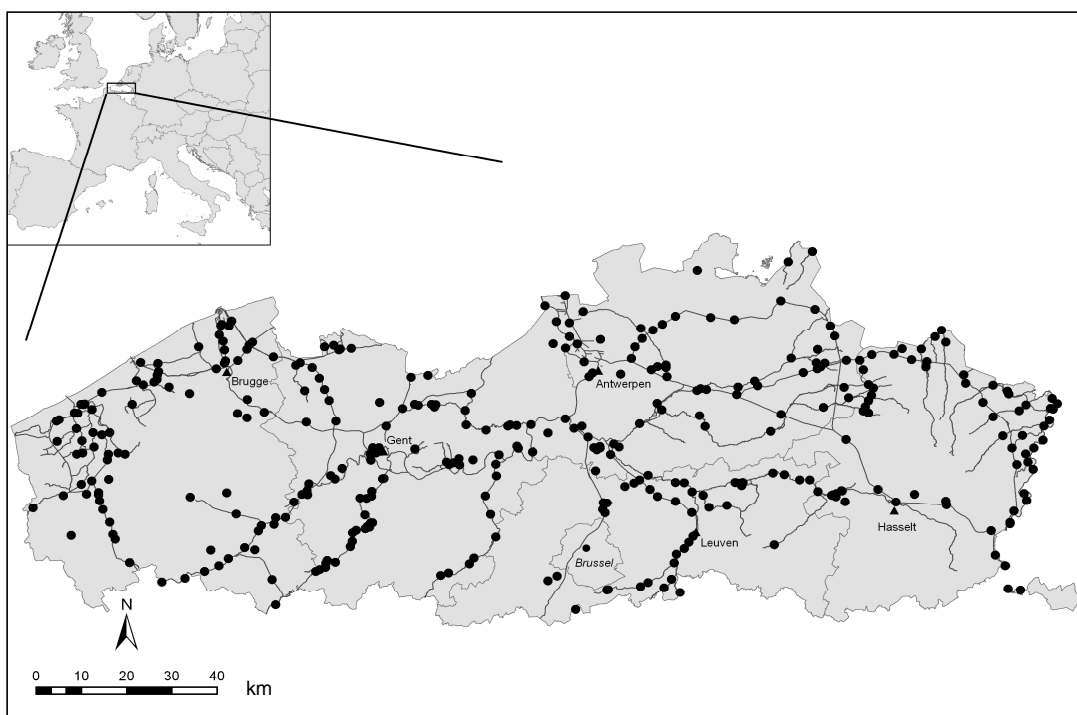 Brugge
Antwerpen
Gent
Hasselt
Leuven
Brussel
N
0 10 20 30 40
km